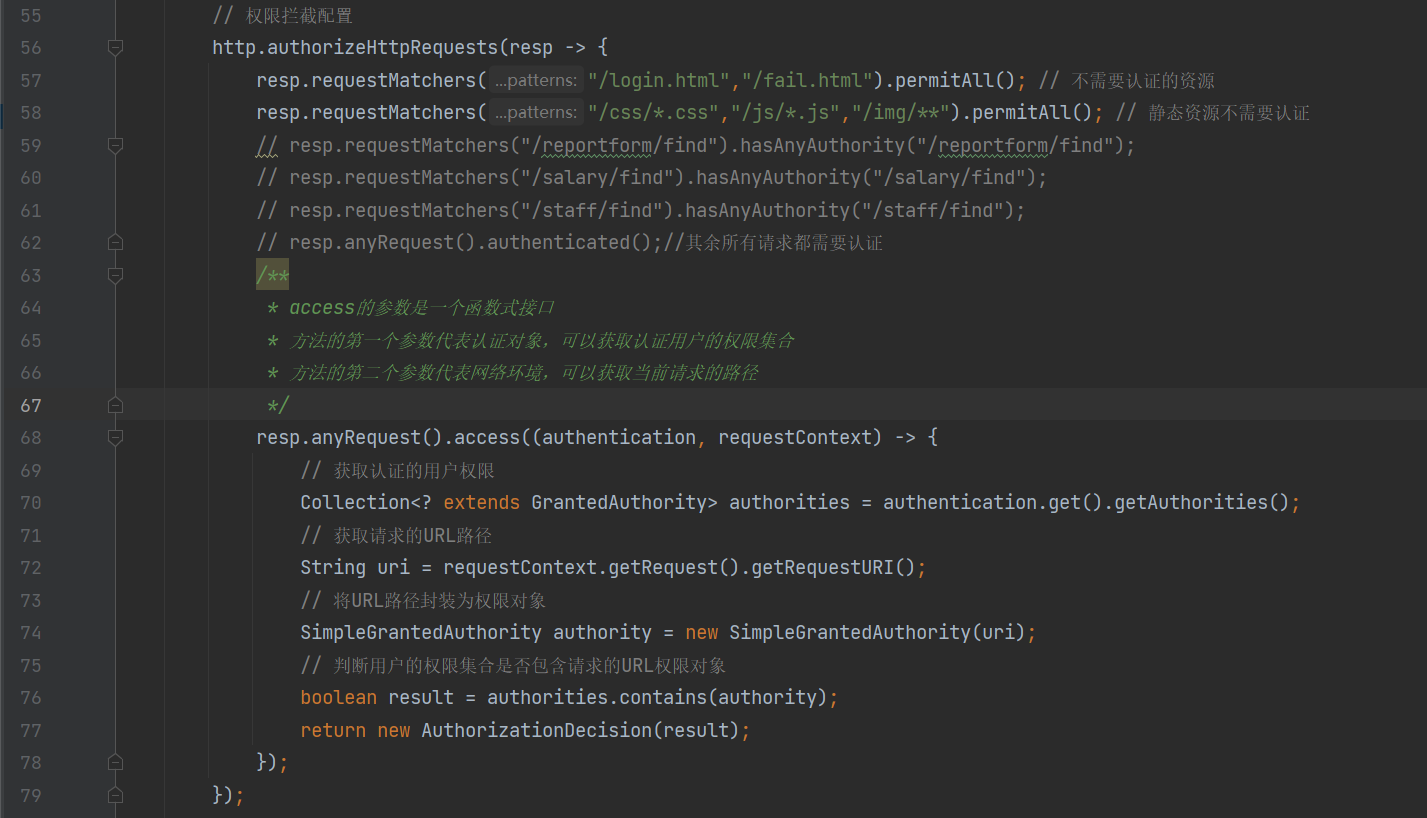 55 // 权限拦截配置
56 http.authorizeHttpRequests(resp -> {
57 resp.requestMatchers( ...patterns: "/login.html","/fail.html").permitAll(); // 不需要认证的资源
58 resp.requestMatchers( ...patterns: "/css/*.css","/js/*.js","/img/**").permitAll(); // 静态资源不需要认证
59 // resp.requestMatchers("/reportform/find").hasAnyAuthority("/reportform/find");
60 // resp.requestMatchers("/salary/find").hasAnyAuthority("/salary/find");
61 // resp.requestMatchers("/staff/find").hasAnyAuthority("/staff/find");
62 // resp.anyRequest().authenticated();//其余所有请求都需要认证
63 /**
64 * access的参数是一个函数式接口
65 * 方法的第一个参数代表认证对象，可以获取认证用户的权限集合
66 * 方法的第二个参数代表网络环境，可以获取当前请求的路径
67 */
68 resp.anyRequest().access((authentication, requestContext) -> {
69 // 获取认证的用户权限
70 Collection<? extends GrantedAuthority> authorities = authentication.get().getAuthorities();
71 // 获取请求的URL路径
72 String uri = requestContext.getRequest().getRequestURI();
73 // 将URL路径封装为权限对象
74 SimpleGrantedAuthority authority = new SimpleGrantedAuthority(uri);
75 // 判断用户的权限集合是否包含请求的URL权限对象
76 boolean result = authorities.contains(authority);
77 return new AuthorizationDecision(result);
78 });
79 });